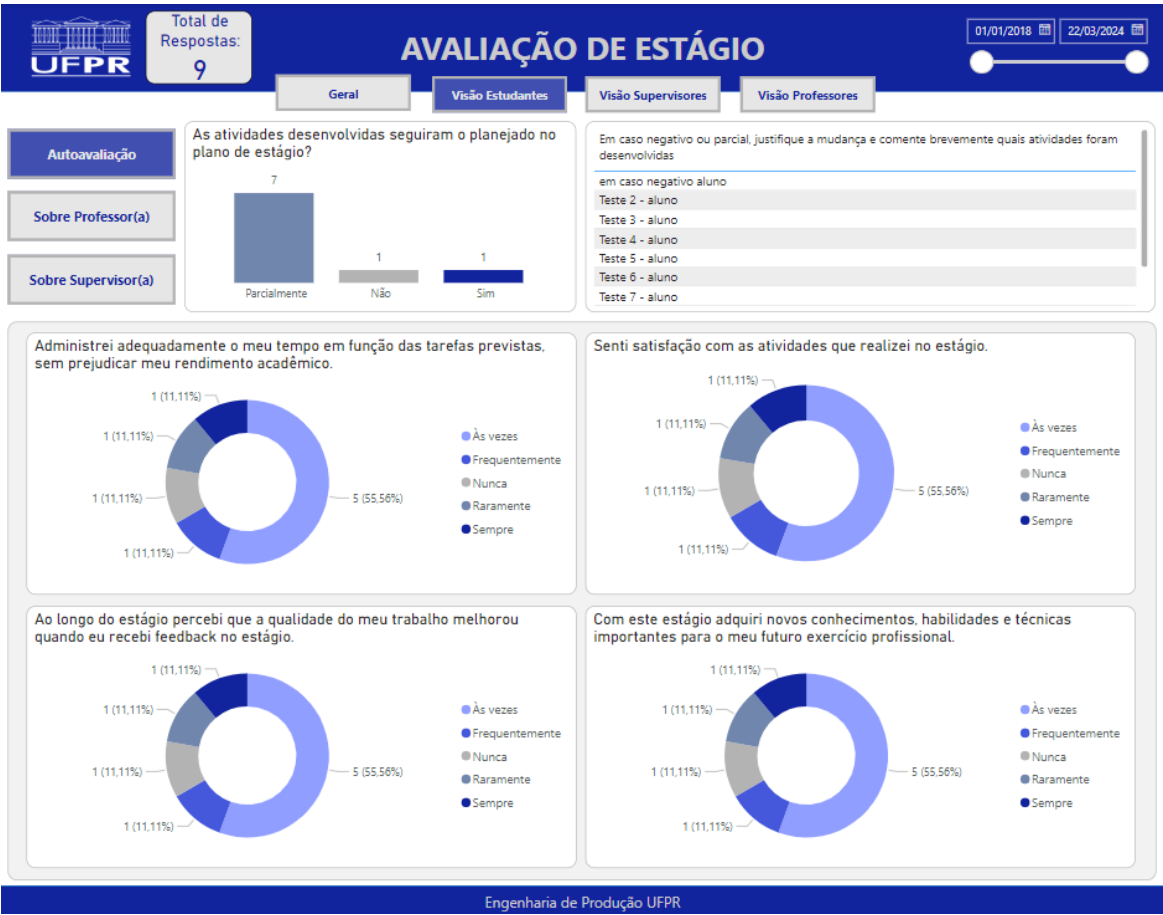 UFPR
Total de
Respostas:
9
AVALIAÇÃO DE ESTÁGIO
01/01/2018
22/03/2024
Geral
Visão Estudantes
Visão Supervisores
Visão Professores
Autoavaliação
Sobre Professor(a)
Sobre Supervisor(a)
As atividades desenvolvidas seguiram o planejado no
plano de estágio?
7
1
1
Parcialmente
Não
Sim
Em caso negativo ou parcial, justifique a mudança e comente brevemente quais atividades foram
desenvolvidas
em caso negativo aluno
Teste 2 - aluno
Teste 3 - aluno
Teste 4 - aluno
Teste 5 - aluno
Teste 6 - aluno
Teste 7 - aluno
Administrei adequadamente o meu tempo em função das tarefas previstas,
sem prejudicar meu rendimento acadêmico.
1 (11,11%)
1 (11,11%)
1 (11,11%)
1 (11,11%)
5 (55,56%)
Às vezes
Frequentemente
Nunca
Raramente
Sempre
Senti satisfação com as atividades que realizei no estágio.
1 (11,11%)
1 (11,11%)
1 (11,11%)
1 (11,11%)
5 (55,56%)
Às vezes
Frequentemente
Nunca
Raramente
Sempre
Ao longo do estágio percebi que a qualidade do meu trabalho melhorou
quando eu recebi feedback no estágio.
1 (11,11%)
1 (11,11%)
1 (11,11%)
1 (11,11%)
5 (55,56%)
Às vezes
Frequentemente
Nunca
Raramente
Sempre
Com este estágio adquiri novos conhecimentos, habilidades e técnicas
importantes para o meu futuro exercício profissional.
1 (11,11%)
1 (11,11%)
1 (11,11%)
1 (11,11%)
5 (55,56%)
Às vezes
Frequentemente
Nunca
Raramente
Sempre
Engenharia de Produção UFPR